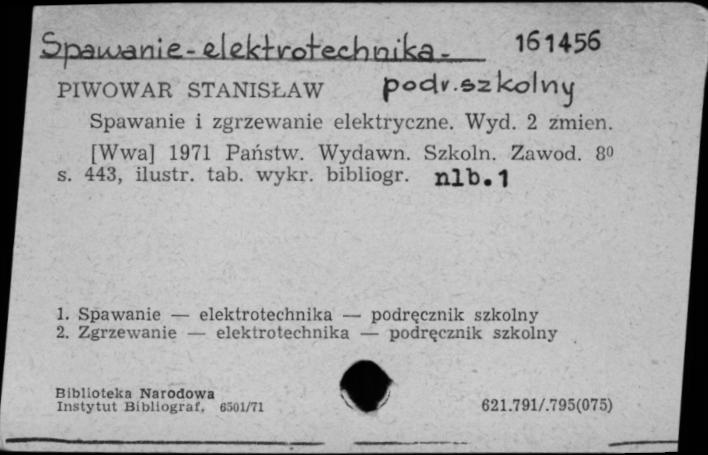 Spawanie - elektrotechnika - 161456
PIWOWAR STANISŁAW podr. szkolny
Spawanie i zgrzewanie elektryczne. Wyd. 2 zmien.
[Wwa] 1971 Państw. Wydawn. Szkoln. Zawod. 8⁰
s. 443, ilustr. tab. wykr. bibliogr. nlb.1
1. Spawanie — elektrotechnika — podręcznik szkolny
2. Zgrzewanie — elektrotechnika — podręcznik szkolny
Biblioteka Narodowa
Instytut Bibliograf. 6501/71 621.791/.795(075)